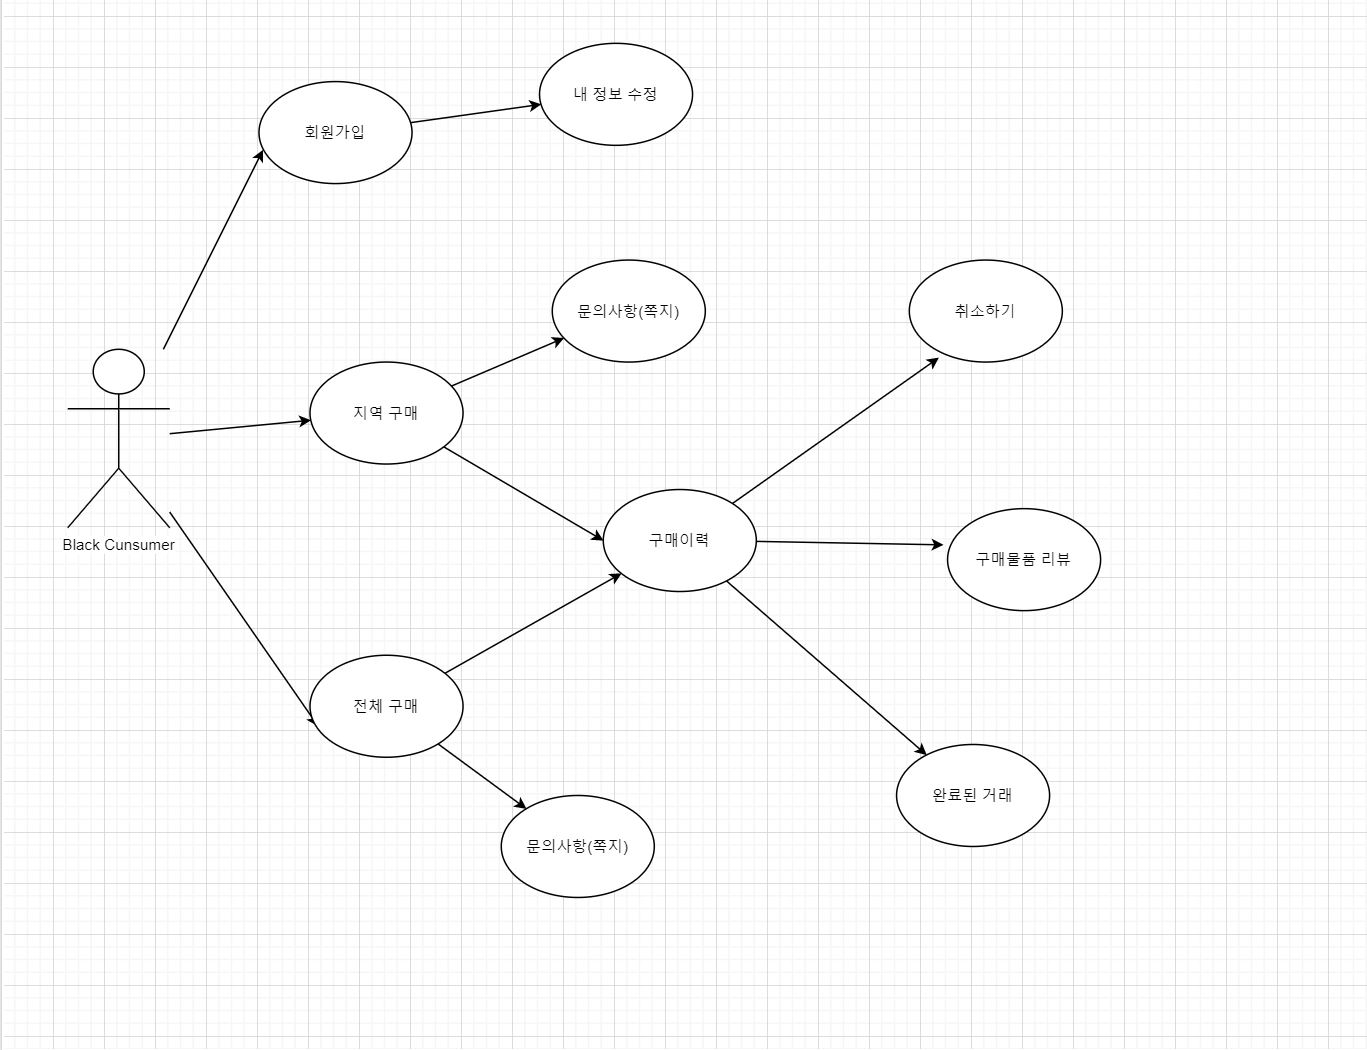 내 정보 수정
회원가입
문의사항(쪽지)
취소하기
지역 구매
구매이력
Black Cunsumer
구매물품 리뷰
전체 구매
완료된 거래
문의사항(쪽지)